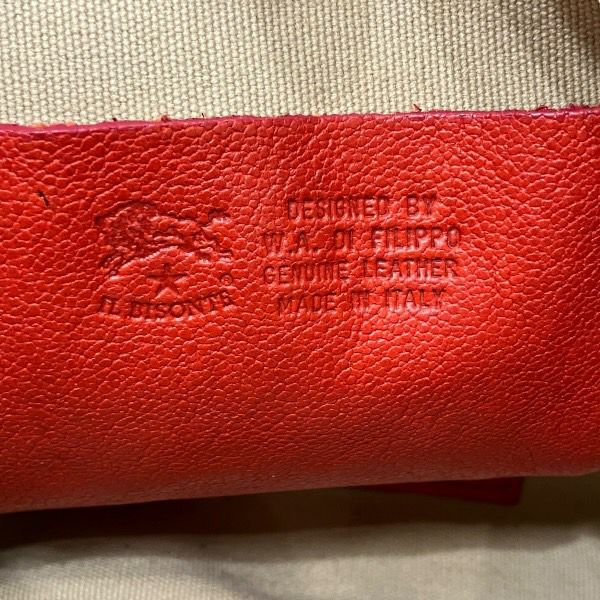 IL BISONTE®
DESIGNED BY
W.A. DI FILIPPO
GENUINE LEATHER
MADE IN ITALY